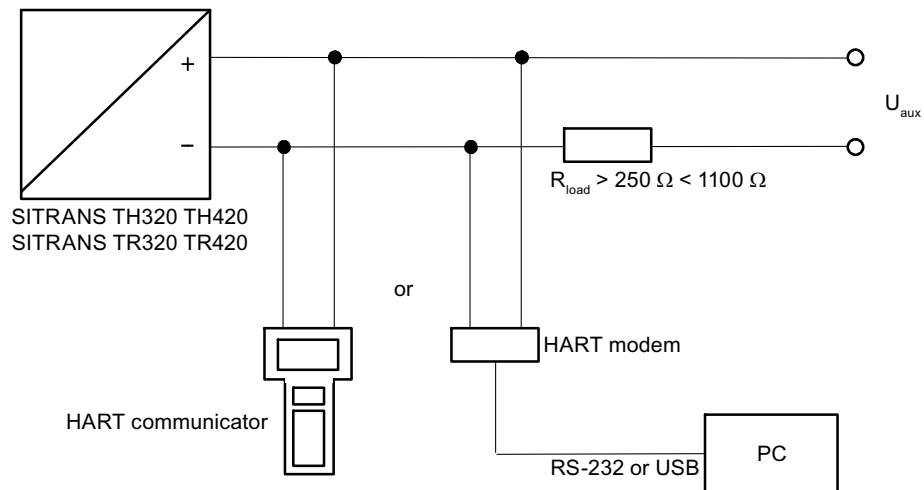 +
U_aux
−
R_load > 250 Ω < 1100 Ω
SITRANS TH320 TH420
SITRANS TR320 TR420
or
HART modem
HART communicator
RS-232 or USB
PC